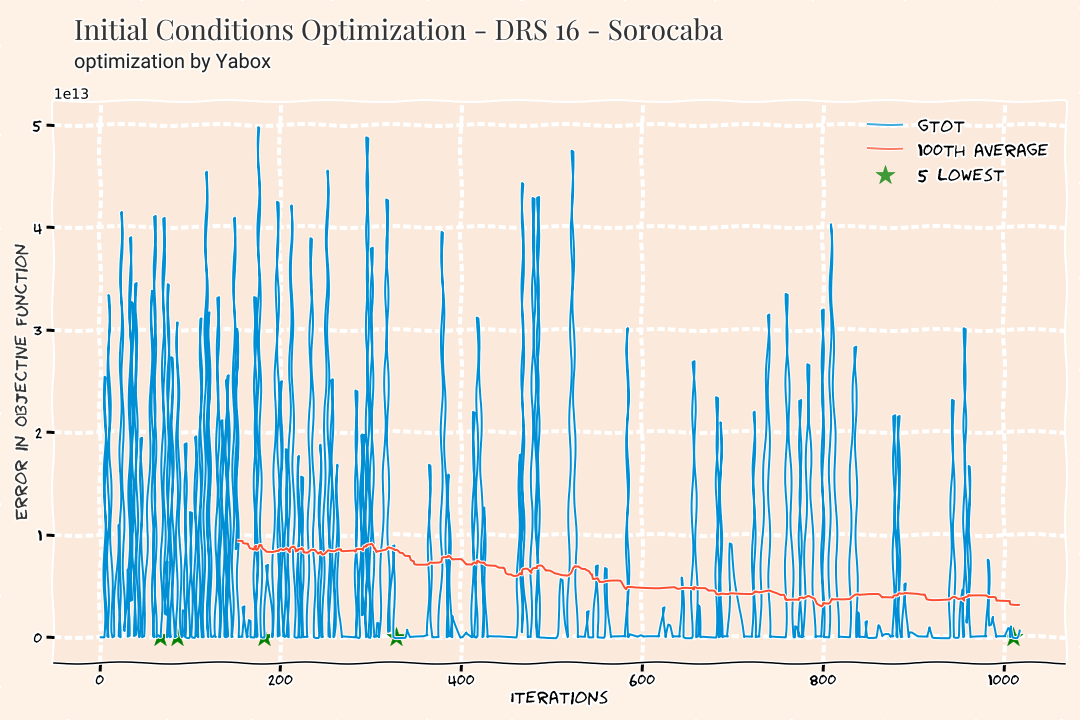 Initial Conditions Optimization - DRS 16 - Sorocaba
optimization by Yabox
1e13
GTOT
100TH AVERAGE
5 LOWEST
5
4
3
2
1
0
ERROR IN OBJECTIVE FUNCTION
0 200 400 600 800 1000
ITERATIONS